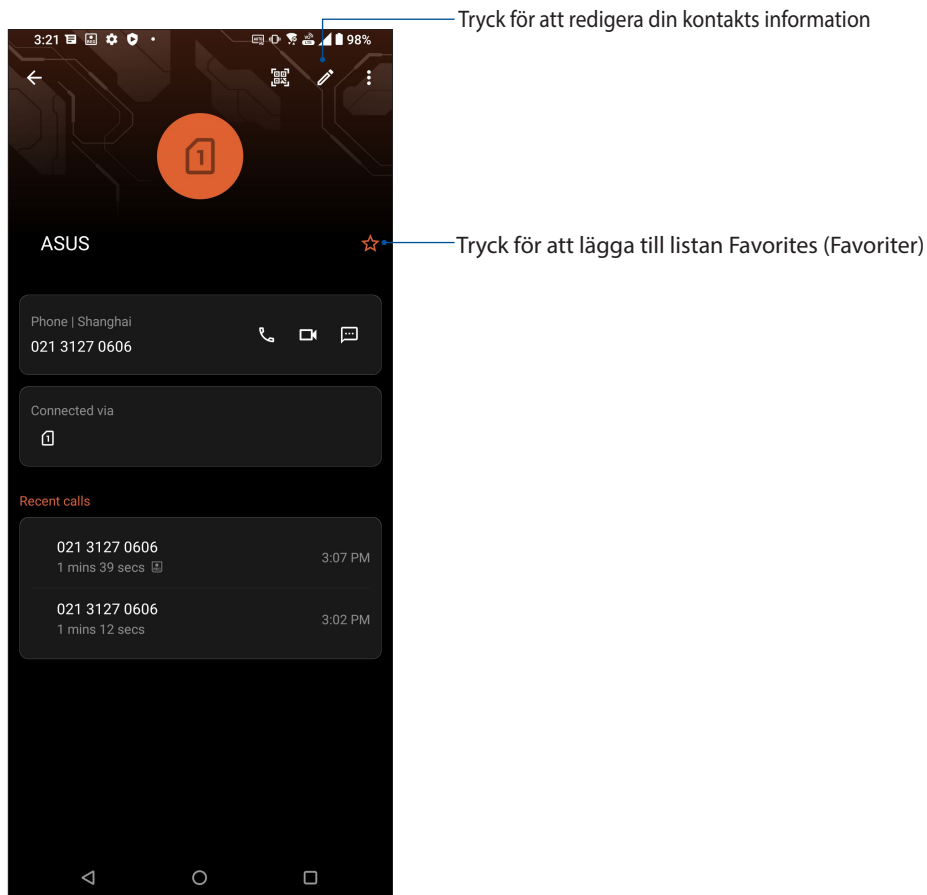 Tryck för att redigera din kontakts information
3:21 98%
1
ASUS
Tryck för att lägga till listan Favorites (Favoriter)
Phone | Shanghai
021 3127 0606
Connected via
1
Recent calls
021 3127 0606
3:07 PM
1 mins 39 secs
021 3127 0606
3:02 PM
1 mins 12 secs